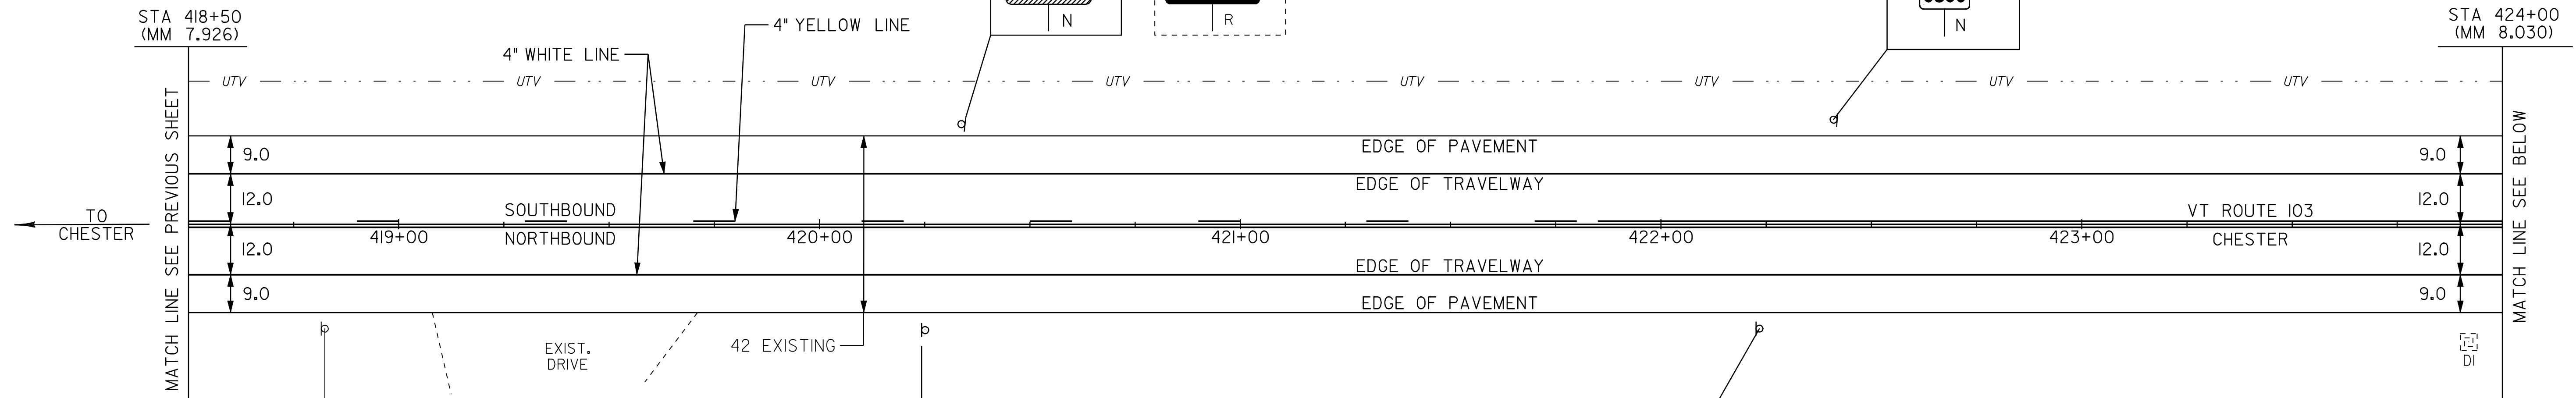 STA 418+50
(MM 7.926)
4" WHITE LINE
4" YELLOW LINE
N
R
N
STA 424+00
(MM 8.030)
UTV UTV UTV UTV UTV UTV UTV UTV
MATCH LINE SEE PREVIOUS SHEET
MATCH LINE SEE BELOW
9.0
EDGE OF PAVEMENT
9.0
12.0
EDGE OF TRAVELWAY
12.0
TO
CHESTER
SOUTHBOUND
VT ROUTE 103
419+00
NORTHBOUND
420+00
421+00
422+00
423+00
CHESTER
12.0
EDGE OF TRAVELWAY
12.0
9.0
EDGE OF PAVEMENT
9.0
EXIST.
DRIVE
42 EXISTING
DI